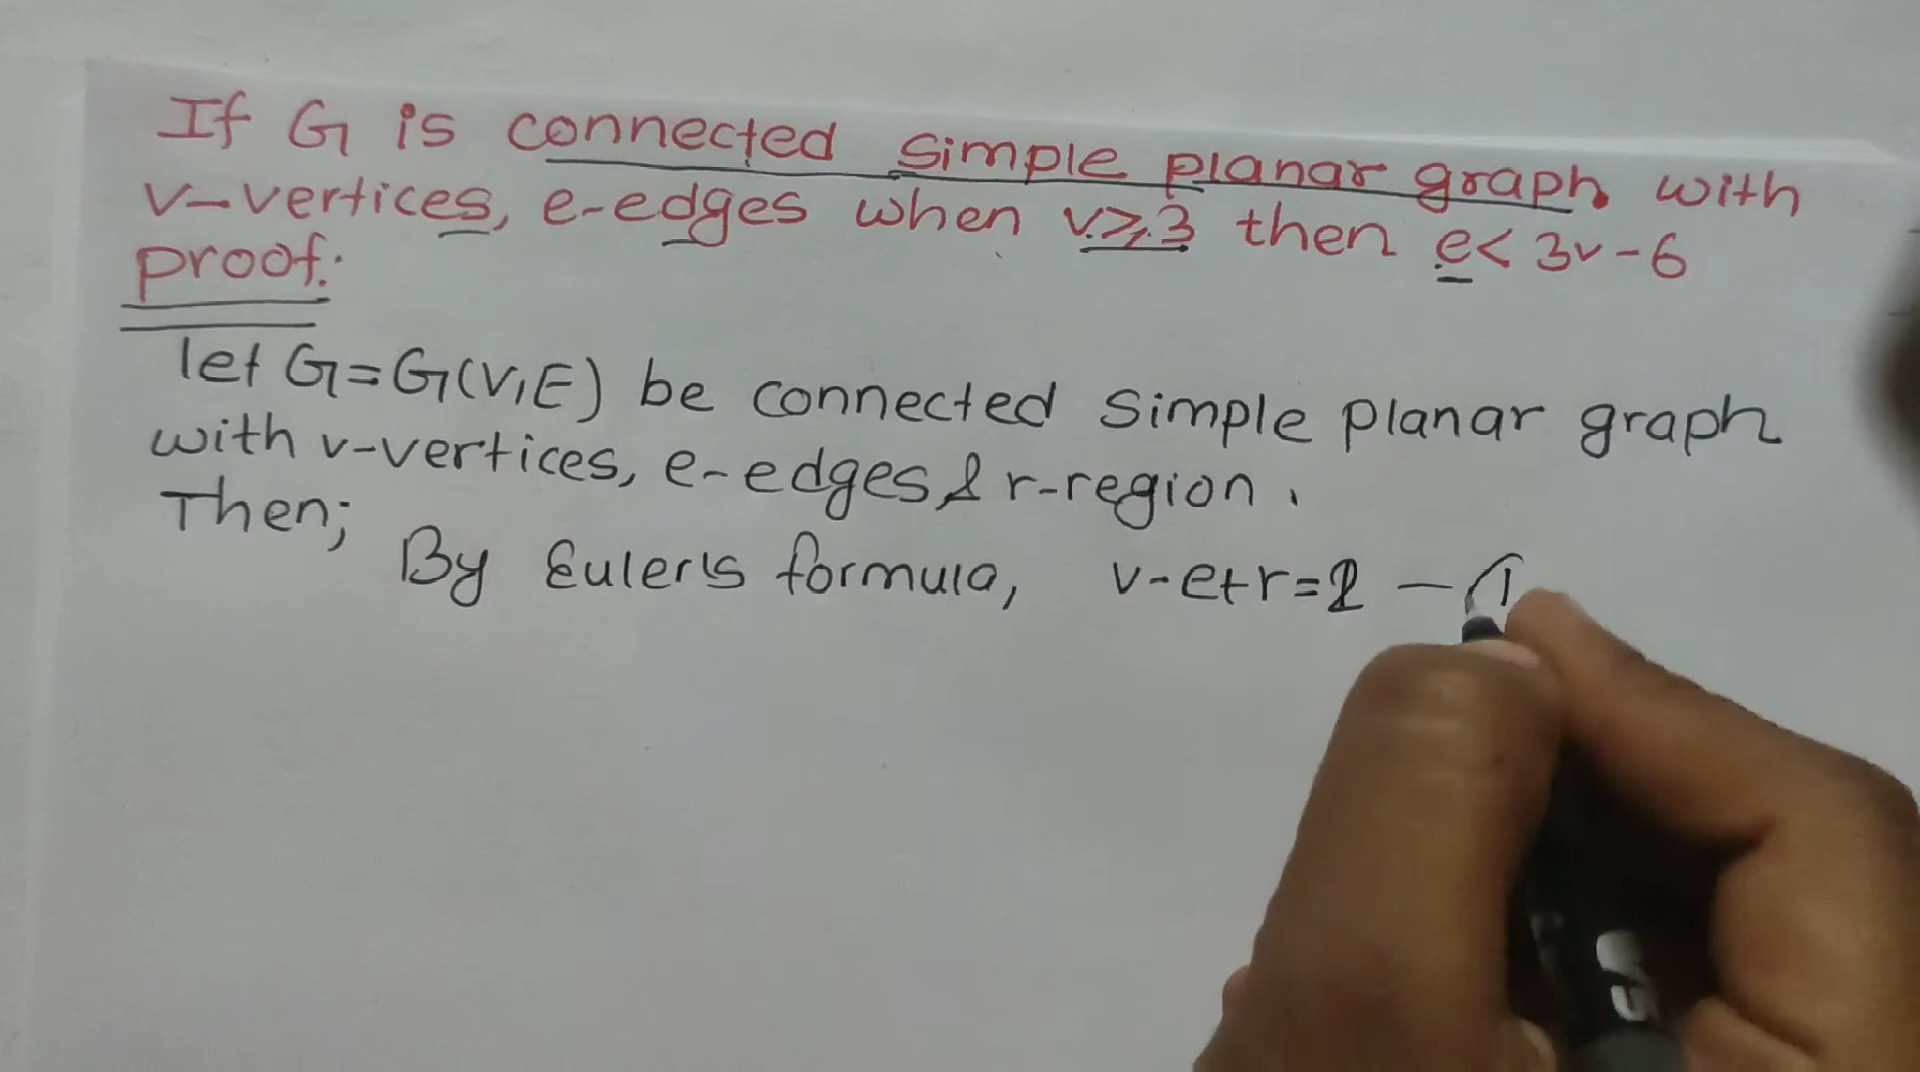 If G is connected simple planar graph with
v-vertices, e-edges when v≥3 then e< 3v-6
proof:
let G=G(V,E) be connected simple planar graph
with v-vertices, e-edges & r-region.
Then;
By Euler's formula, v-e+r=2 — 1